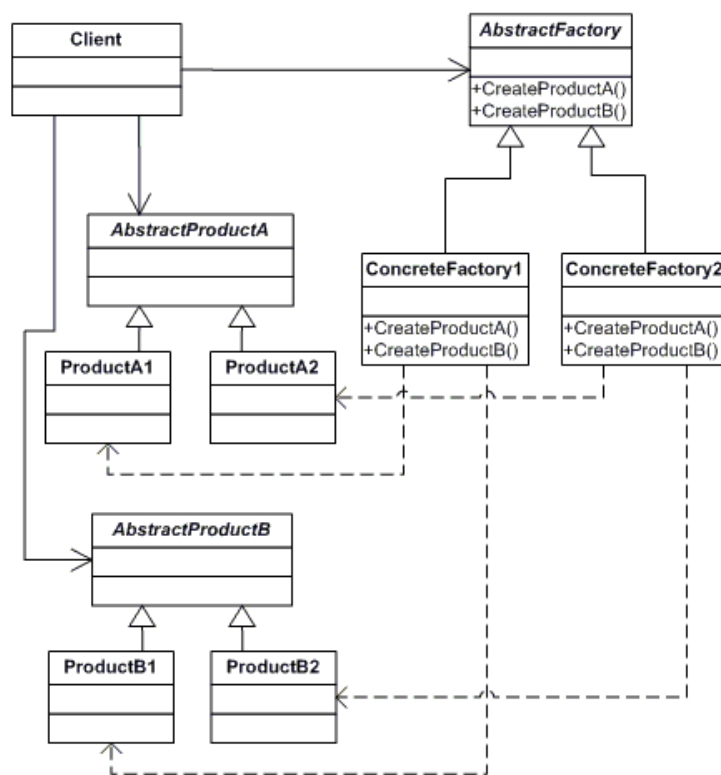 Client
AbstractFactory
+CreateProductA()
+CreateProductB()
AbstractProductA
ConcreteFactory1
+CreateProductA()
+CreateProductB()
ConcreteFactory2
+CreateProductA()
+CreateProductB()
ProductA1
ProductA2
AbstractProductB
ProductB1
ProductB2